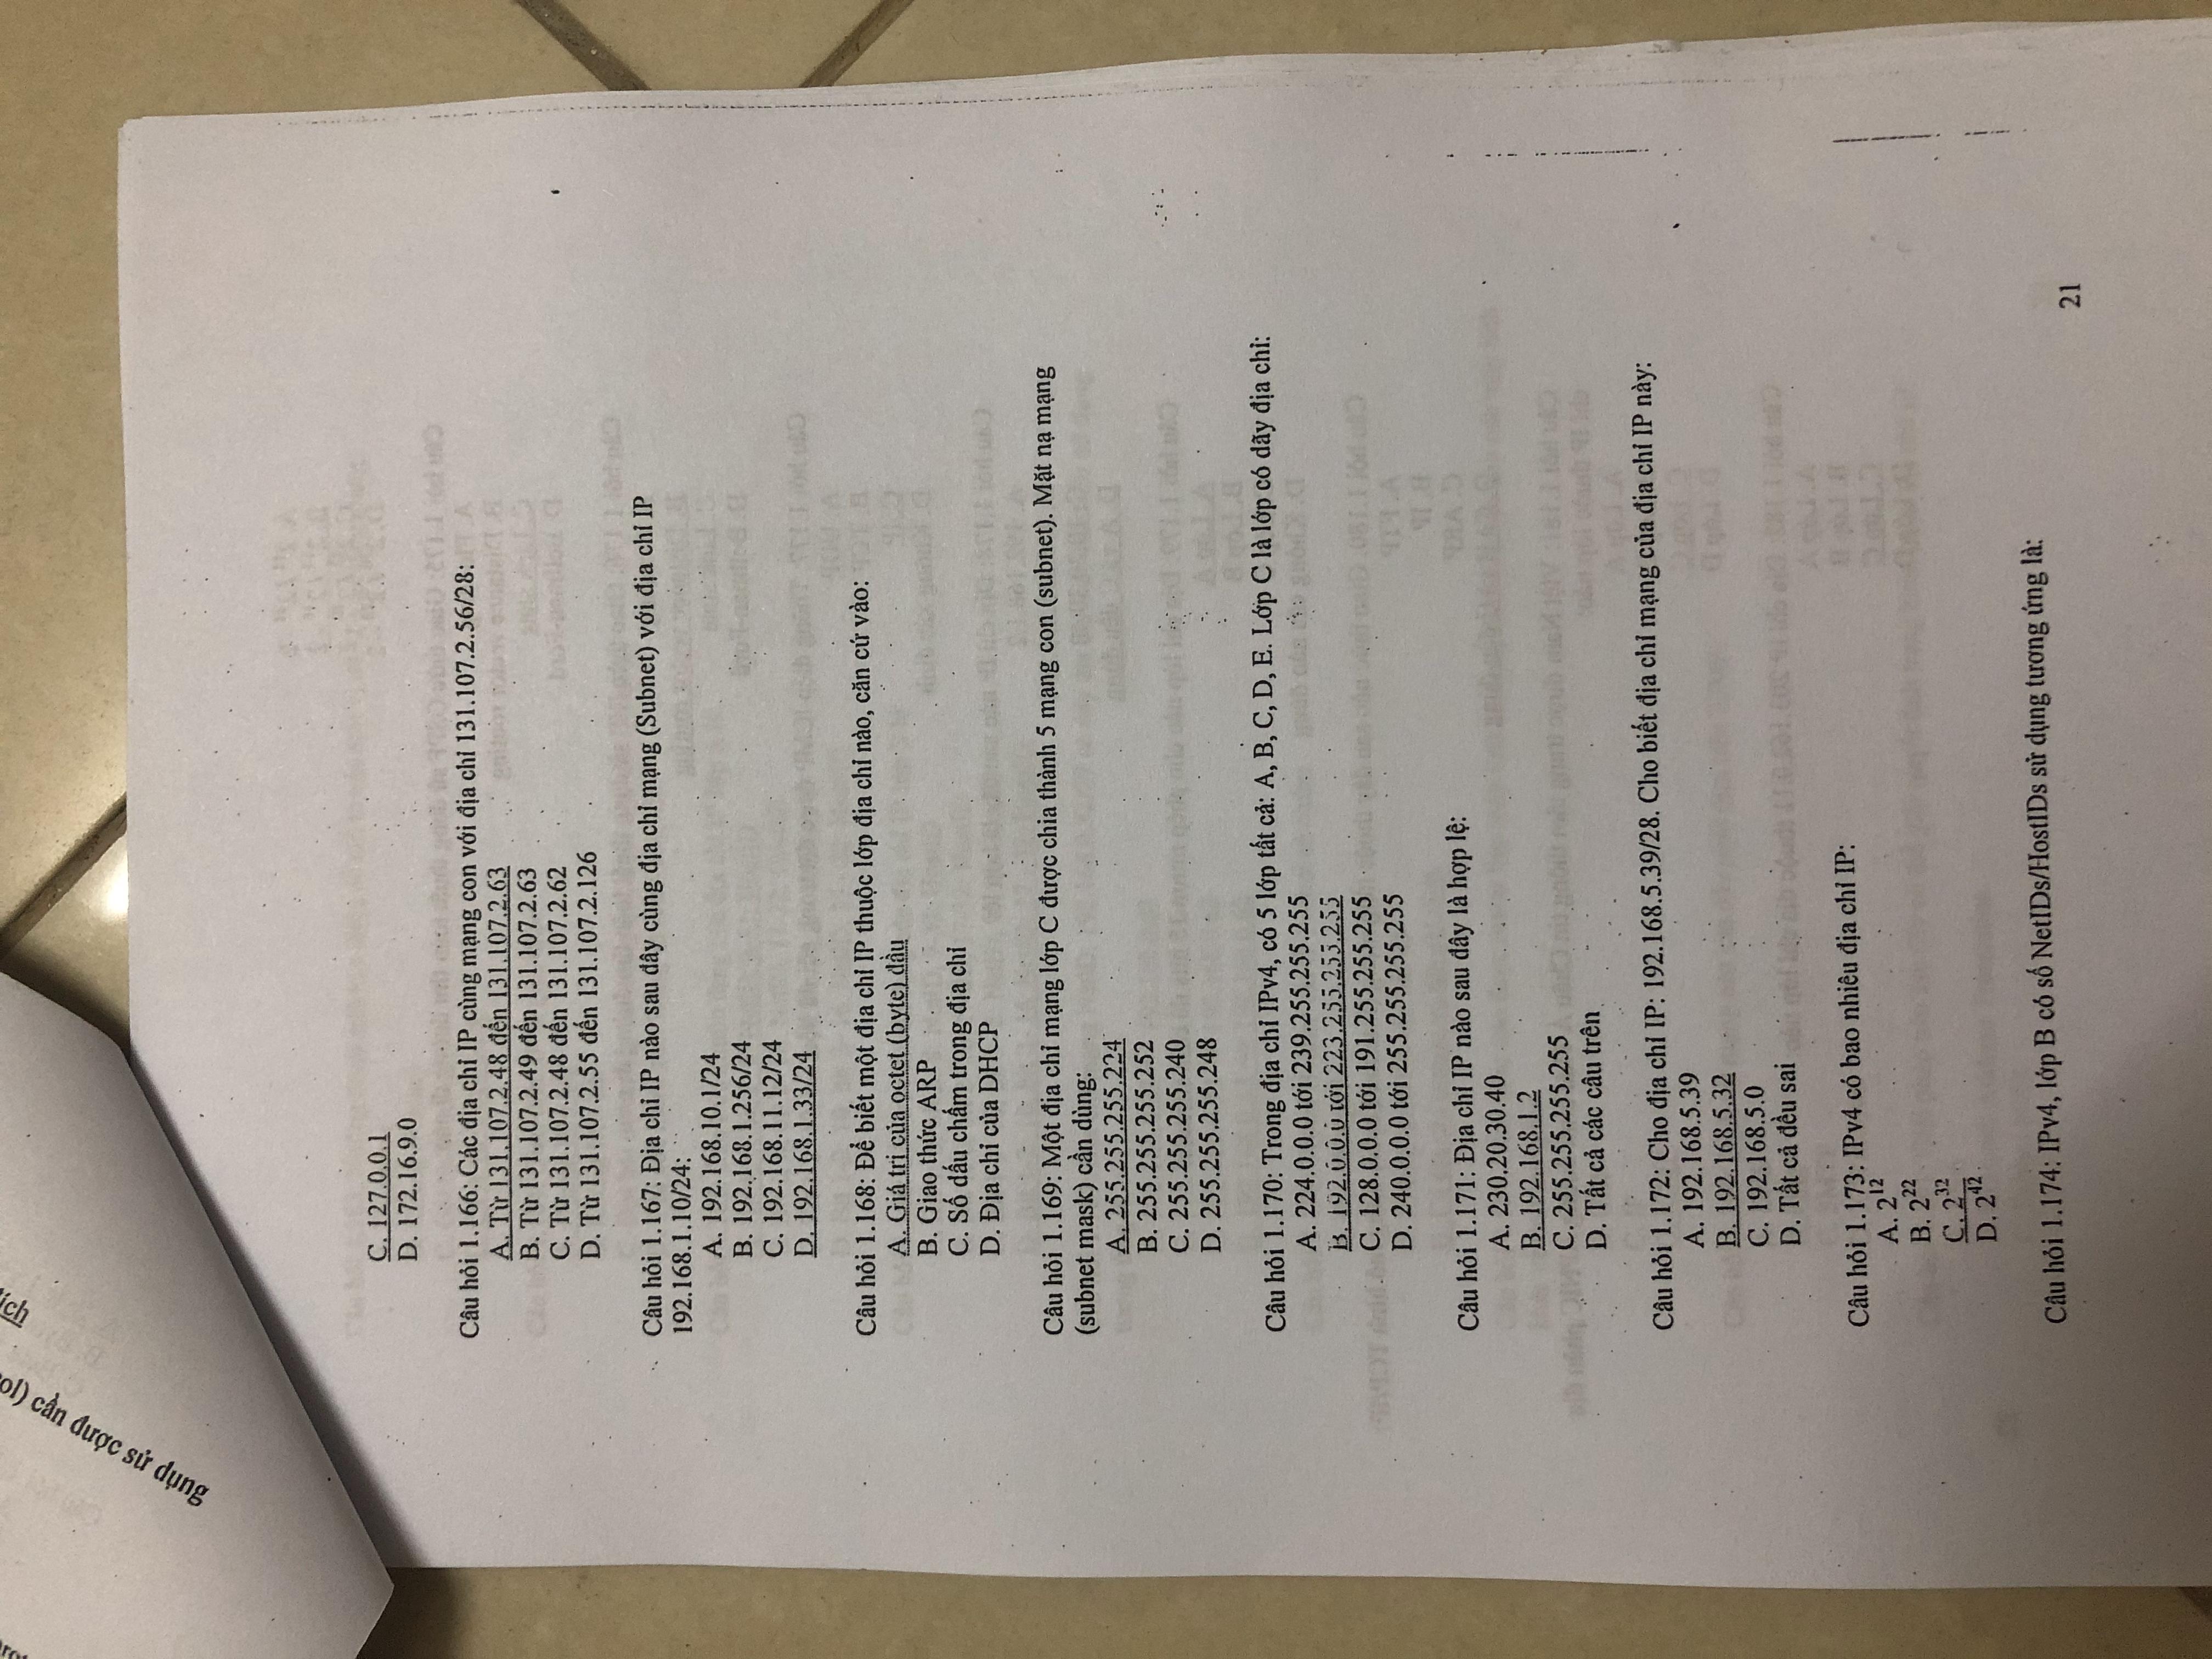 ích
ol) cần được sử dụng
C. 127.0.0.1
D. 172.16.9.0
Câu hỏi 1.166: Các địa chỉ IP cùng mạng con với địa chỉ 131.107.2.56/28:
A. Từ 131.107.2.48 đến 131.107.2.63
B. Từ 131.107.2.49 đến 131.107.2.63
C. Từ 131.107.2.48 đến 131.107.2.62
D. Từ 131.107.2.55 đến 131.107.2.126
Câu hỏi 1.167: Địa chỉ IP nào sau đây cùng địa chỉ mạng (Subnet) với địa chỉ IP
192.168.1.10/24:
A. 192.168.10.1/24
B. 192.168.1.256/24
C. 192.168.11.12/24
D. 192.168.1.33/24
Câu hỏi 1.168: Để biết một địa chỉ IP thuộc lớp địa chỉ nào, căn cứ vào:
A. Giá trị của octet (byte) đầu
B. Giao thức ARP
C. Số dấu chấm trong địa chỉ
D. Địa chỉ của DHCP
Câu hỏi 1.169: Một địa chỉ mạng lớp C được chia thành 5 mạng con (subnet). Mặt nạ mạng
(subnet mask) cần dùng:
A. 255.255.255.224
B. 255.255.255.252
C. 255.255.255.240
D. 255.255.255.248
Câu hỏi 1.170: Trong địa chỉ IPv4, có 5 lớp tất cả: A, B, C, D, E. Lớp C là lớp có dãy địa chỉ:
A. 224.0.0.0 tới 239.255.255.255
B. 192.0.0.0 tới 223.255.255.255
C. 128.0.0.0 tới 191.255.255.255
D. 240.0.0.0 tới 255.255.255.255
Câu hỏi 1.171: Địa chỉ IP nào sau đây là hợp lệ:
A. 230.20.30.40
B. 192.168.1.2
C. 255.255.255.255
D. Tất cả các câu trên
Câu hỏi 1.172: Cho địa chỉ IP: 192.168.5.39/28. Cho biết địa chỉ mạng của địa chỉ IP này:
A. 192.168.5.39
B. 192.168.5.32
C. 192.168.5.0
D. Tất cả đều sai
Câu hỏi 1.173: IPv4 có bao nhiêu địa chỉ IP:
A. 2¹²
B. 2²²
C. 2³²
D. 2⁴²
Câu hỏi 1.174: IPv4, lớp B có số NetIDs/HostIDs sử dụng tương ứng là:
21